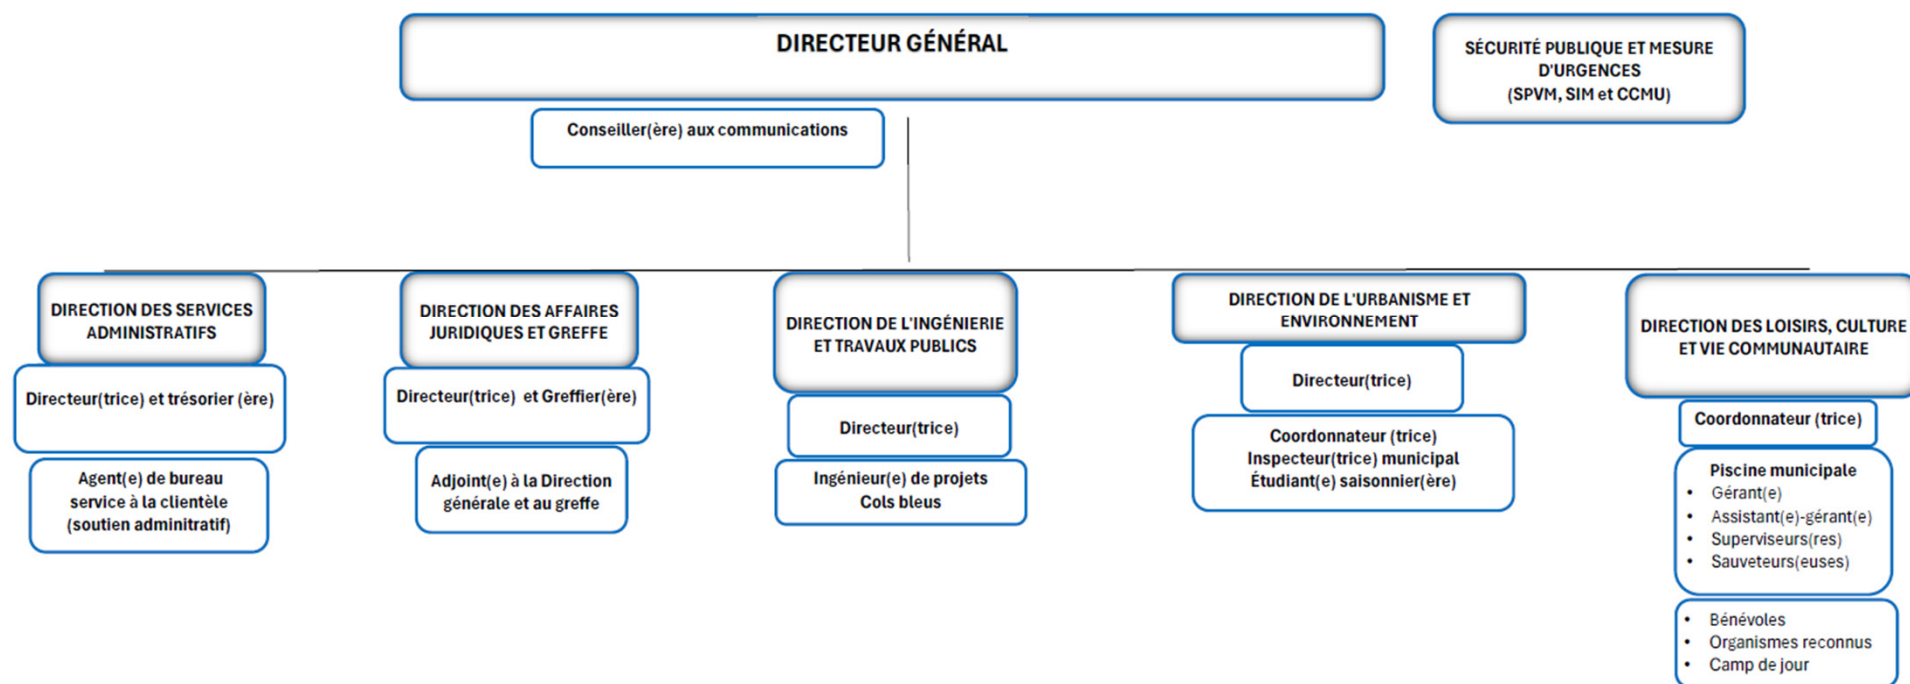 DIRECTEUR GÉNÉRAL
SÉCURITÉ PUBLIQUE ET MESURE
D'URGENCES
(SPVM, SIM et CCMU)
Conseiller(ère) aux communications
DIRECTION DES SERVICES
ADMINISTRATIFS
Directeur(trice) et trésorier (ère)
Agent(e) de bureau
service à la clientèle
(soutien adminitratif)
DIRECTION DES AFFAIRES
JURIDIQUES ET GREFFE
Directeur(trice) et Greffier(ère)
Adjoint(e) à la Direction
générale et au greffe
DIRECTION DE L'INGÉNIERIE
ET TRAVAUX PUBLICS
Directeur(trice)
Ingénieur(e) de projets
Cols bleus
DIRECTION DE L'URBANISME ET
ENVIRONNEMENT
Directeur(trice)
Coordonnateur (trice)
Inspecteur(trice) municipal
Étudiant(e) saisonnier(ère)
DIRECTION DES LOISIRS, CULTURE
ET VIE COMMUNAUTAIRE
Coordonnateur (trice)
Piscine municipale
• Gérant(e)
• Assistant(e)-gérant(e)
• Superviseurs(res)
• Sauveteurs(euses)
• Bénévoles
• Organismes reconnus
• Camp de jour